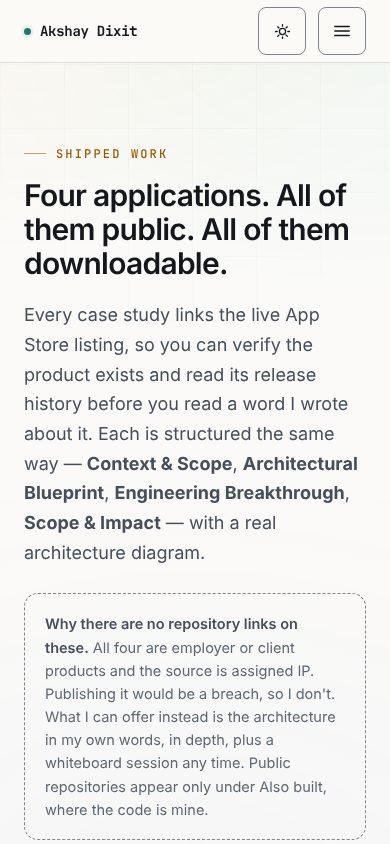 Akshay Dixit
SHIPPED WORK
Four applications. All of
them public. All of them
downloadable.
Every case study links the live App
Store listing, so you can verify the
product exists and read its release
history before you read a word I wrote
about it. Each is structured the same
way — Context & Scope, Architectural
Blueprint, Engineering Breakthrough,
Scope & Impact — with a real
architecture diagram.
Why there are no repository links on
these. All four are employer or client
products and the source is assigned IP.
Publishing it would be a breach, so I don't.
What I can offer instead is the architecture
in my own words, in depth, plus a
whiteboard session any time. Public
repositories appear only under Also built,
where the code is mine.